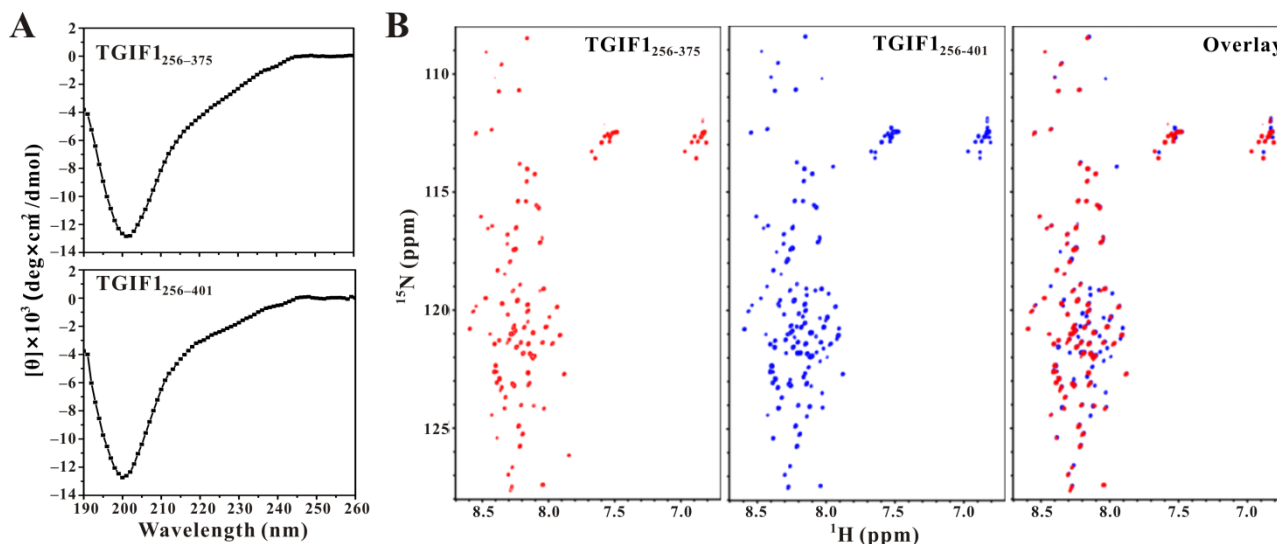 A
B
2
0
−2
−4
−6
−8
−10
−12
−14
TGIF1256–375
2
0
−2
−4
−6
−8
−10
−12
−14
TGIF1256–401
[θ]×10³ (deg×cm²/dmol)
190 200 210 220 230 240 250 260
Wavelength (nm)
TGIF1256-375
TGIF1256-401
Overlay
110
115
120
125
¹⁵N (ppm)
8.5 8.0 7.5 7.0
8.5 8.0 7.5 7.0
8.5 8.0 7.5 7.0
¹H (ppm)